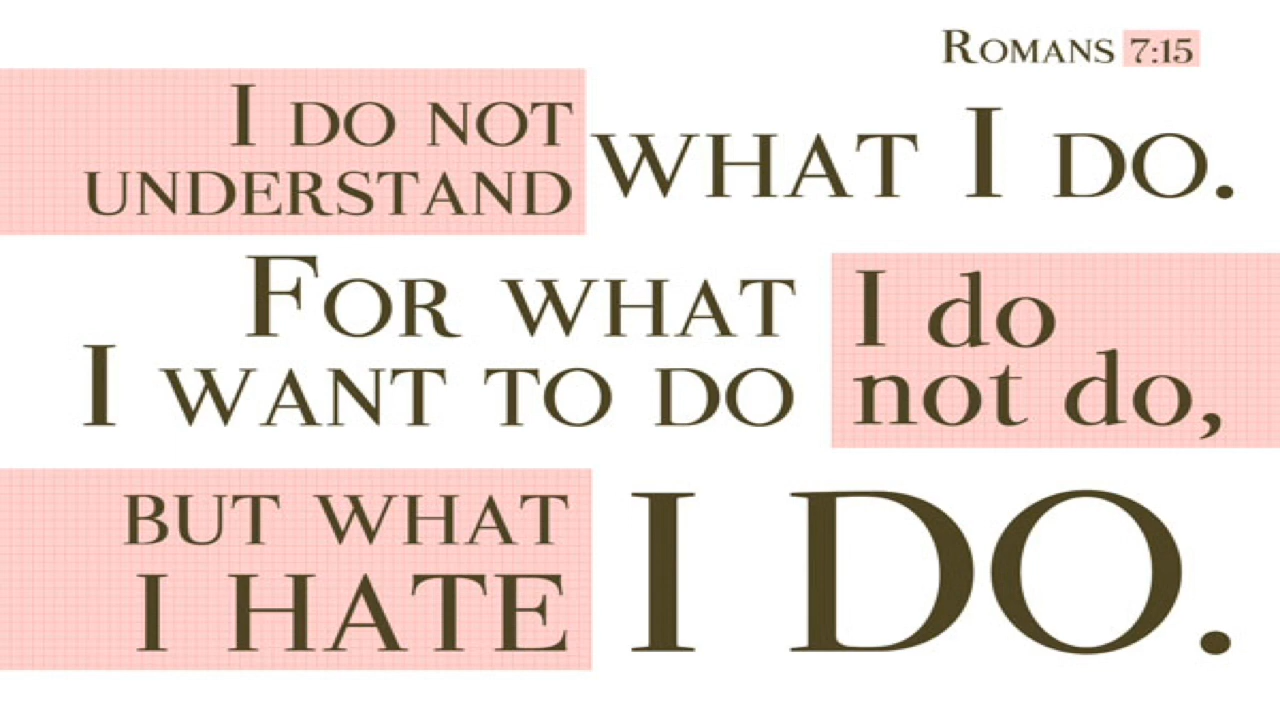 Romans 7:15
I do not
understand what I do.
For what I do
I want to do not do,
but what
I hate I do.